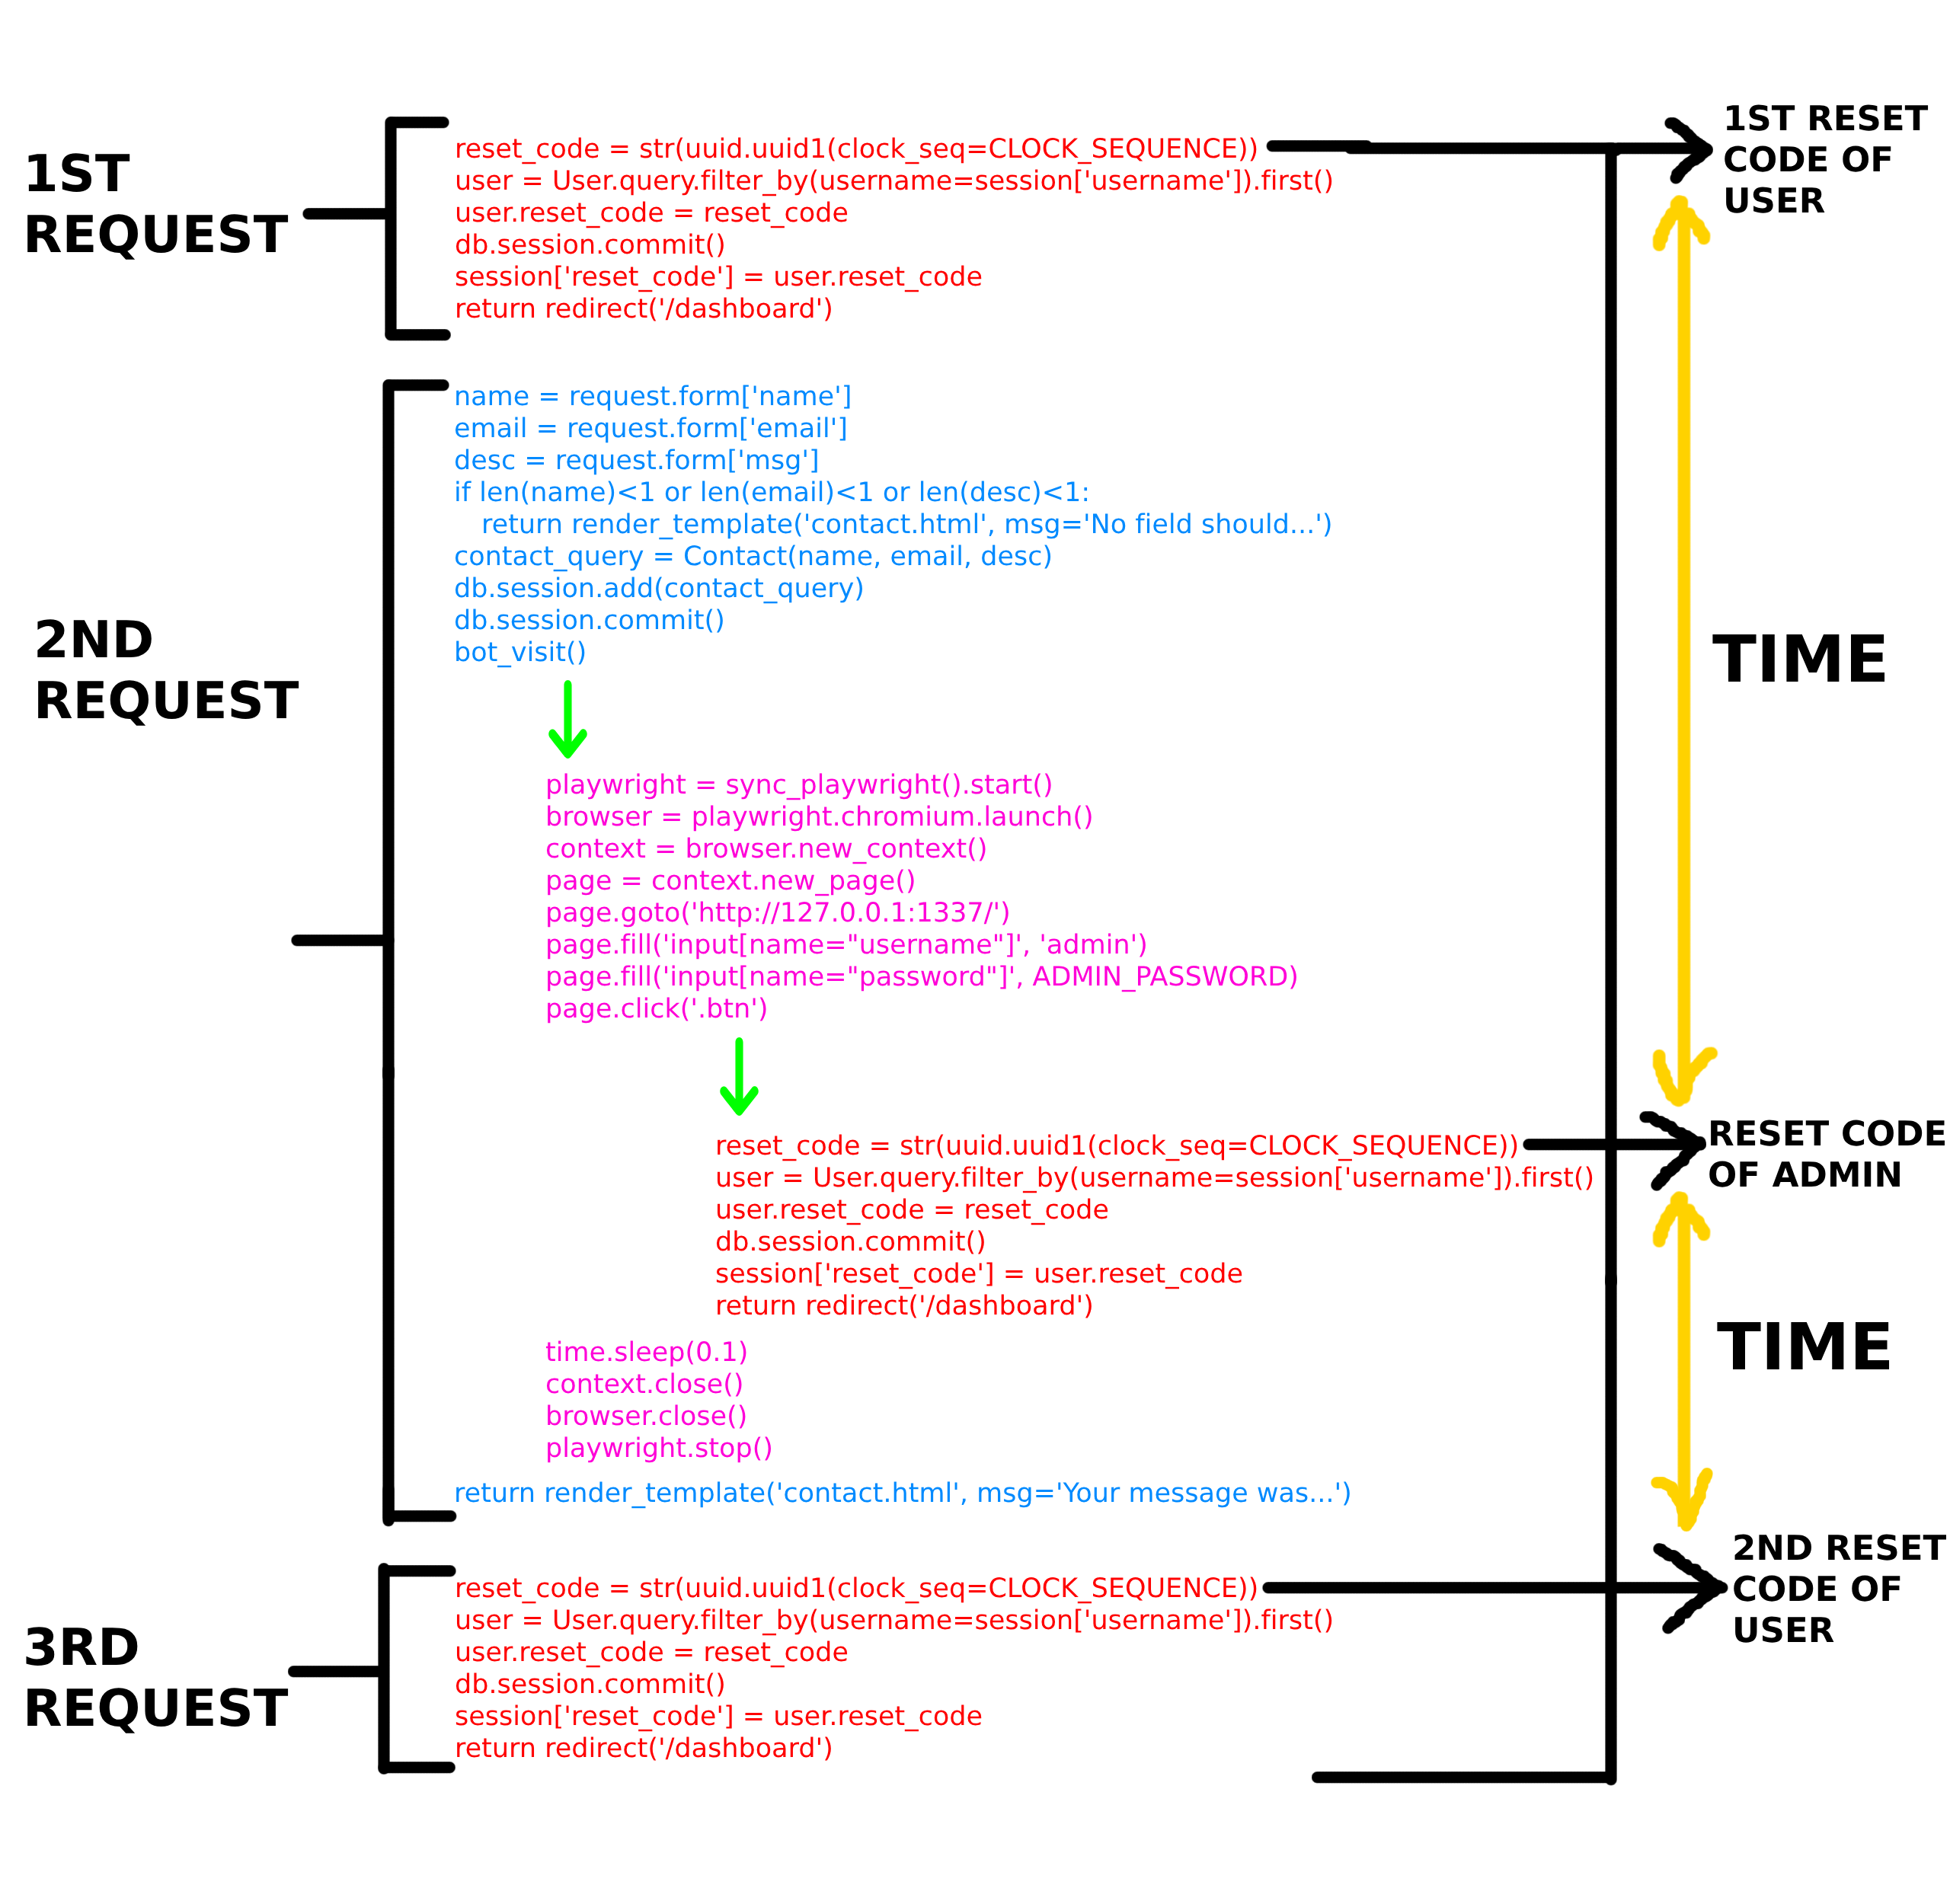 1ST
REQUEST
reset_code = str(uuid.uuid1(clock_seq=CLOCK_SEQUENCE))
user = User.query.filter_by(username=session['username']).first()
user.reset_code = reset_code
db.session.commit()
session['reset_code'] = user.reset_code
return redirect('/dashboard')
1ST RESET
CODE OF
USER
2ND
REQUEST
name = request.form['name']
email = request.form['email']
desc = request.form['msg']
if len(name)<1 or len(email)<1 or len(desc)<1:
return render_template('contact.html', msg='No field should...')
contact_query = Contact(name, email, desc)
db.session.add(contact_query)
db.session.commit()
bot_visit()
TIME
playwright = sync_playwright().start()
browser = playwright.chromium.launch()
context = browser.new_context()
page = context.new_page()
page.goto('http://127.0.0.1:1337/')
page.fill('input[name="username"]', 'admin')
page.fill('input[name="password"]', ADMIN_PASSWORD)
page.click('.btn')
reset_code = str(uuid.uuid1(clock_seq=CLOCK_SEQUENCE))
user = User.query.filter_by(username=session['username']).first()
user.reset_code = reset_code
db.session.commit()
session['reset_code'] = user.reset_code
return redirect('/dashboard')
RESET CODE
OF ADMIN
time.sleep(0.1)
context.close()
browser.close()
playwright.stop()
TIME
return render_template('contact.html', msg='Your message was...')
3RD
REQUEST
reset_code = str(uuid.uuid1(clock_seq=CLOCK_SEQUENCE))
user = User.query.filter_by(username=session['username']).first()
user.reset_code = reset_code
db.session.commit()
session['reset_code'] = user.reset_code
return redirect('/dashboard')
2ND RESET
CODE OF
USER